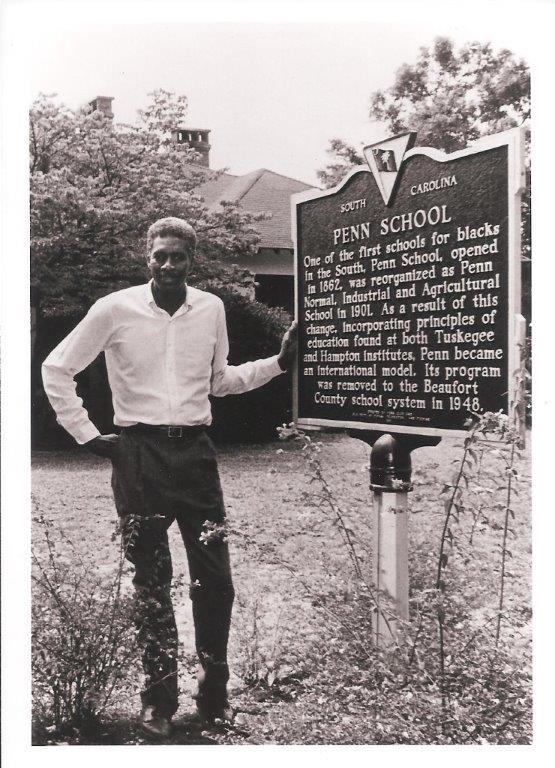 SOUTH CAROLINA
PENN SCHOOL
One of the first schools for blacks
in the South, Penn School, opened
in 1862, was reorganized as Penn
Normal, Industrial and Agricultural
School in 1901. As a result of this
change, incorporating principles of
education found at both Tuskegee
and Hampton institutes, Penn became
an international model. Its program
was removed to the Beaufort
County school system in 1948.